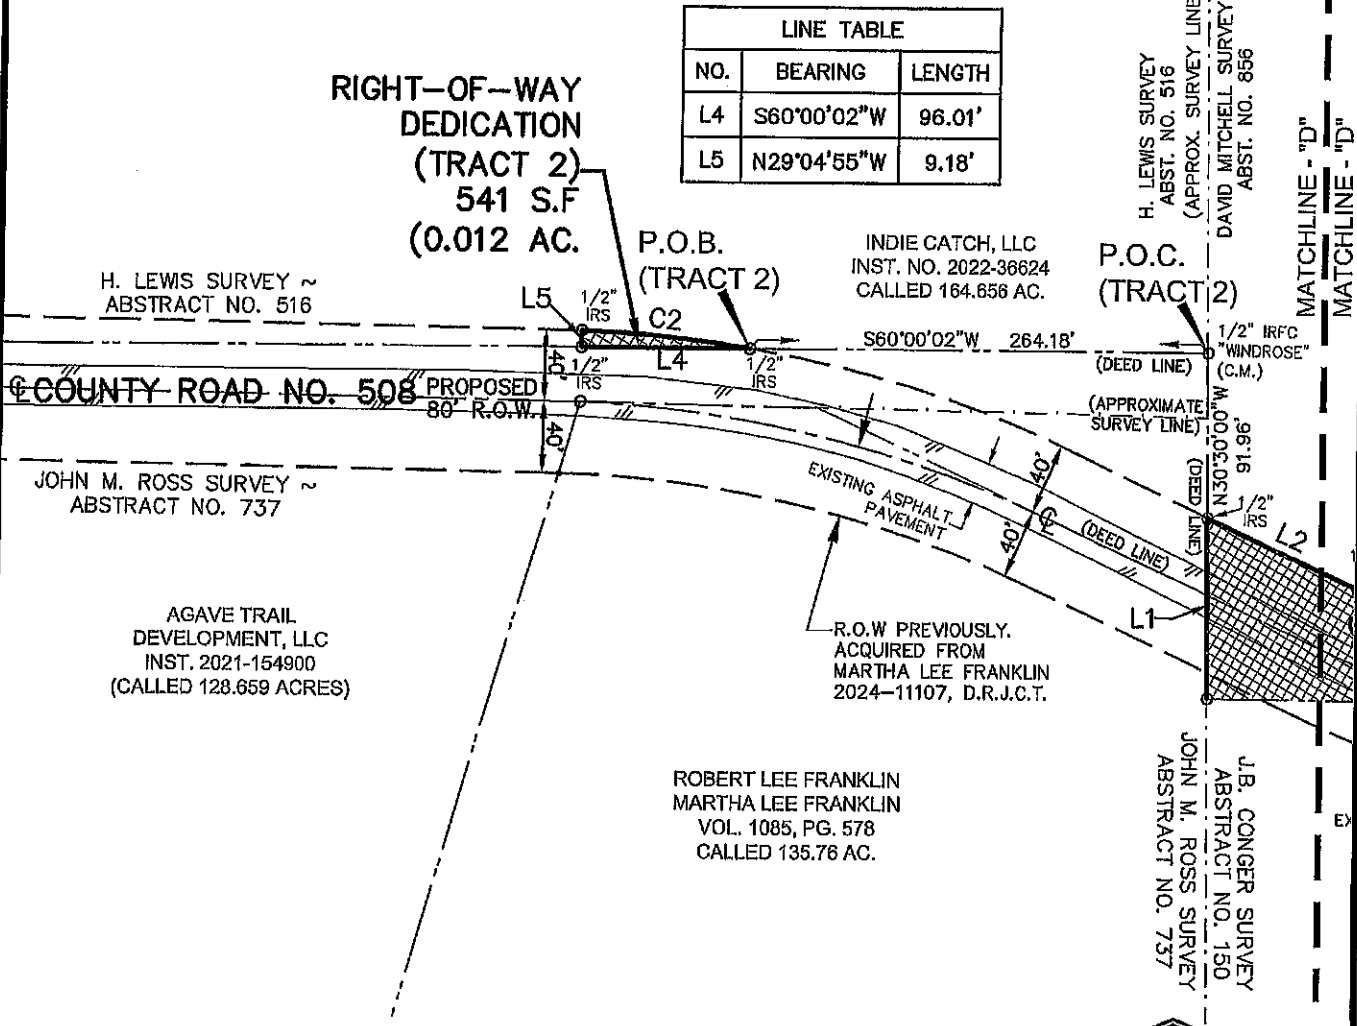 LINE TABLE
NO. BEARING LENGTH
L4 S60°00'02"W 96.01'
L5 N29°04'55"W 9.18'
RIGHT-OF-WAY
DEDICATION
(TRACT 2)
541 S.F
(0.012 AC.
H. LEWIS SURVEY
ABST. NO. 516
(APPROX. SURVEY LINE
DAVID MITCHELL SURVEY
ABST. NO. 856
MATCHLINE - "D"
MATCHLINE - "D"
P.O.B.
(TRACT 2)
INDIE CATCH, LLC
INST. NO. 2022-36624
CALLED 164.656 AC.
P.O.C.
(TRACT 2)
H. LEWIS SURVEY ~
ABSTRACT NO. 516
L5
1/2"
IRS
C2
L4
S60°00'02"W 264.18'
(DEED LINE)
1/2" IRFC
"WINDROSE"
(C.M.)
40'
1/2"
IRS
1/2"
IRS
℄ COUNTY ROAD NO. 508
PROPOSED
80' R.O.W.
40'
(APPROXIMATE
SURVEY LINE)
N30°03'00"W
91.96'
(DEED LINE)
1/2"
IRS
L2
JOHN M. ROSS SURVEY ~
ABSTRACT NO. 737
EXISTING ASPHALT
PAVEMENT
40'
℄
40'
(DEED LINE)
L1
AGAVE TRAIL
DEVELOPMENT, LLC
INST. 2021-154900
(CALLED 128.659 ACRES)
R.O.W PREVIOUSLY.
ACQUIRED FROM
MARTHA LEE FRANKLIN
2024-11107, D.R.J.C.T.
ROBERT LEE FRANKLIN
MARTHA LEE FRANKLIN
VOL. 1085, PG. 578
CALLED 135.76 AC.
J.B. CONGER SURVEY
ABSTRACT NO. 150
JOHN M. ROSS SURVEY
ABSTRACT NO. 737